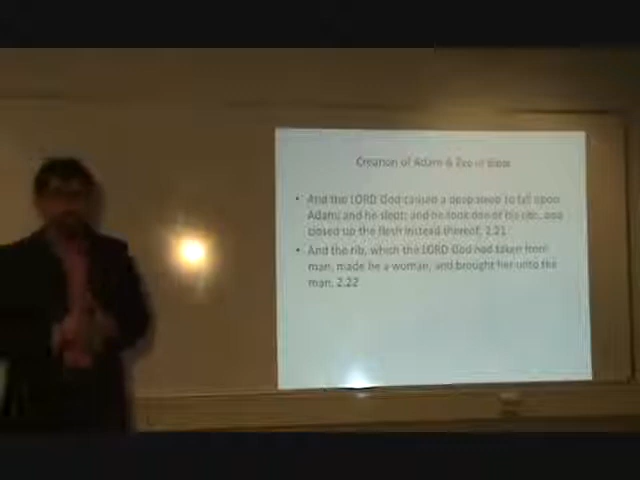 Creation of Adam & Eve in Bible
• And the LORD God caused a deep sleep to fall upon
Adam, and he slept: and he took one of his ribs, and
closed up the flesh instead thereof; 2.21
• And the rib, which the LORD God had taken from
man, made he a woman, and brought her unto the
man. 2.22